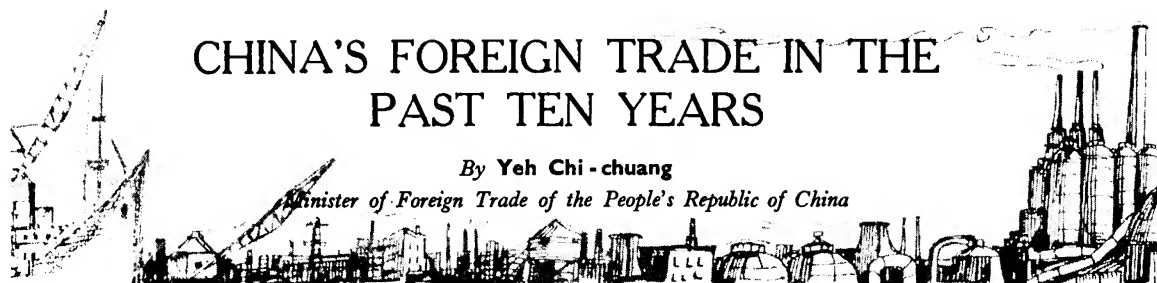 CHINA'S FOREIGN TRADE IN THE
PAST TEN YEARS
By Yeh Chi-chuang
Minister of Foreign Trade of the People's Republic of China